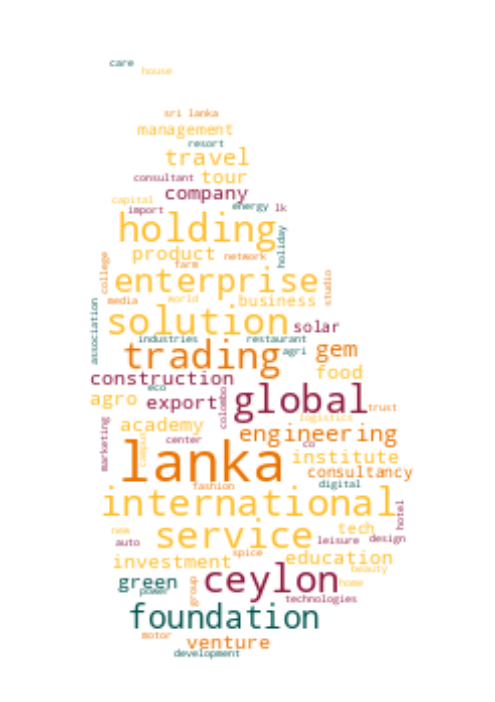 care
house
sri lanka
management
resort
travel
consultant tour
company
capital
import energy lk
holding
holiday
product network
college farm
enterprise
studio
media world business
association
solution solar
industries restaurant
trading agri gem
construction food
eco
agro export colombo global trust
logistics
marketing academy engineering
campus center co
lanka institute
consultancy
fashion digital
international
hotel
new service tech
auto leisure design
spice
investment education
beauty
green power group ceylon home
technologies
foundation
motor venture
development